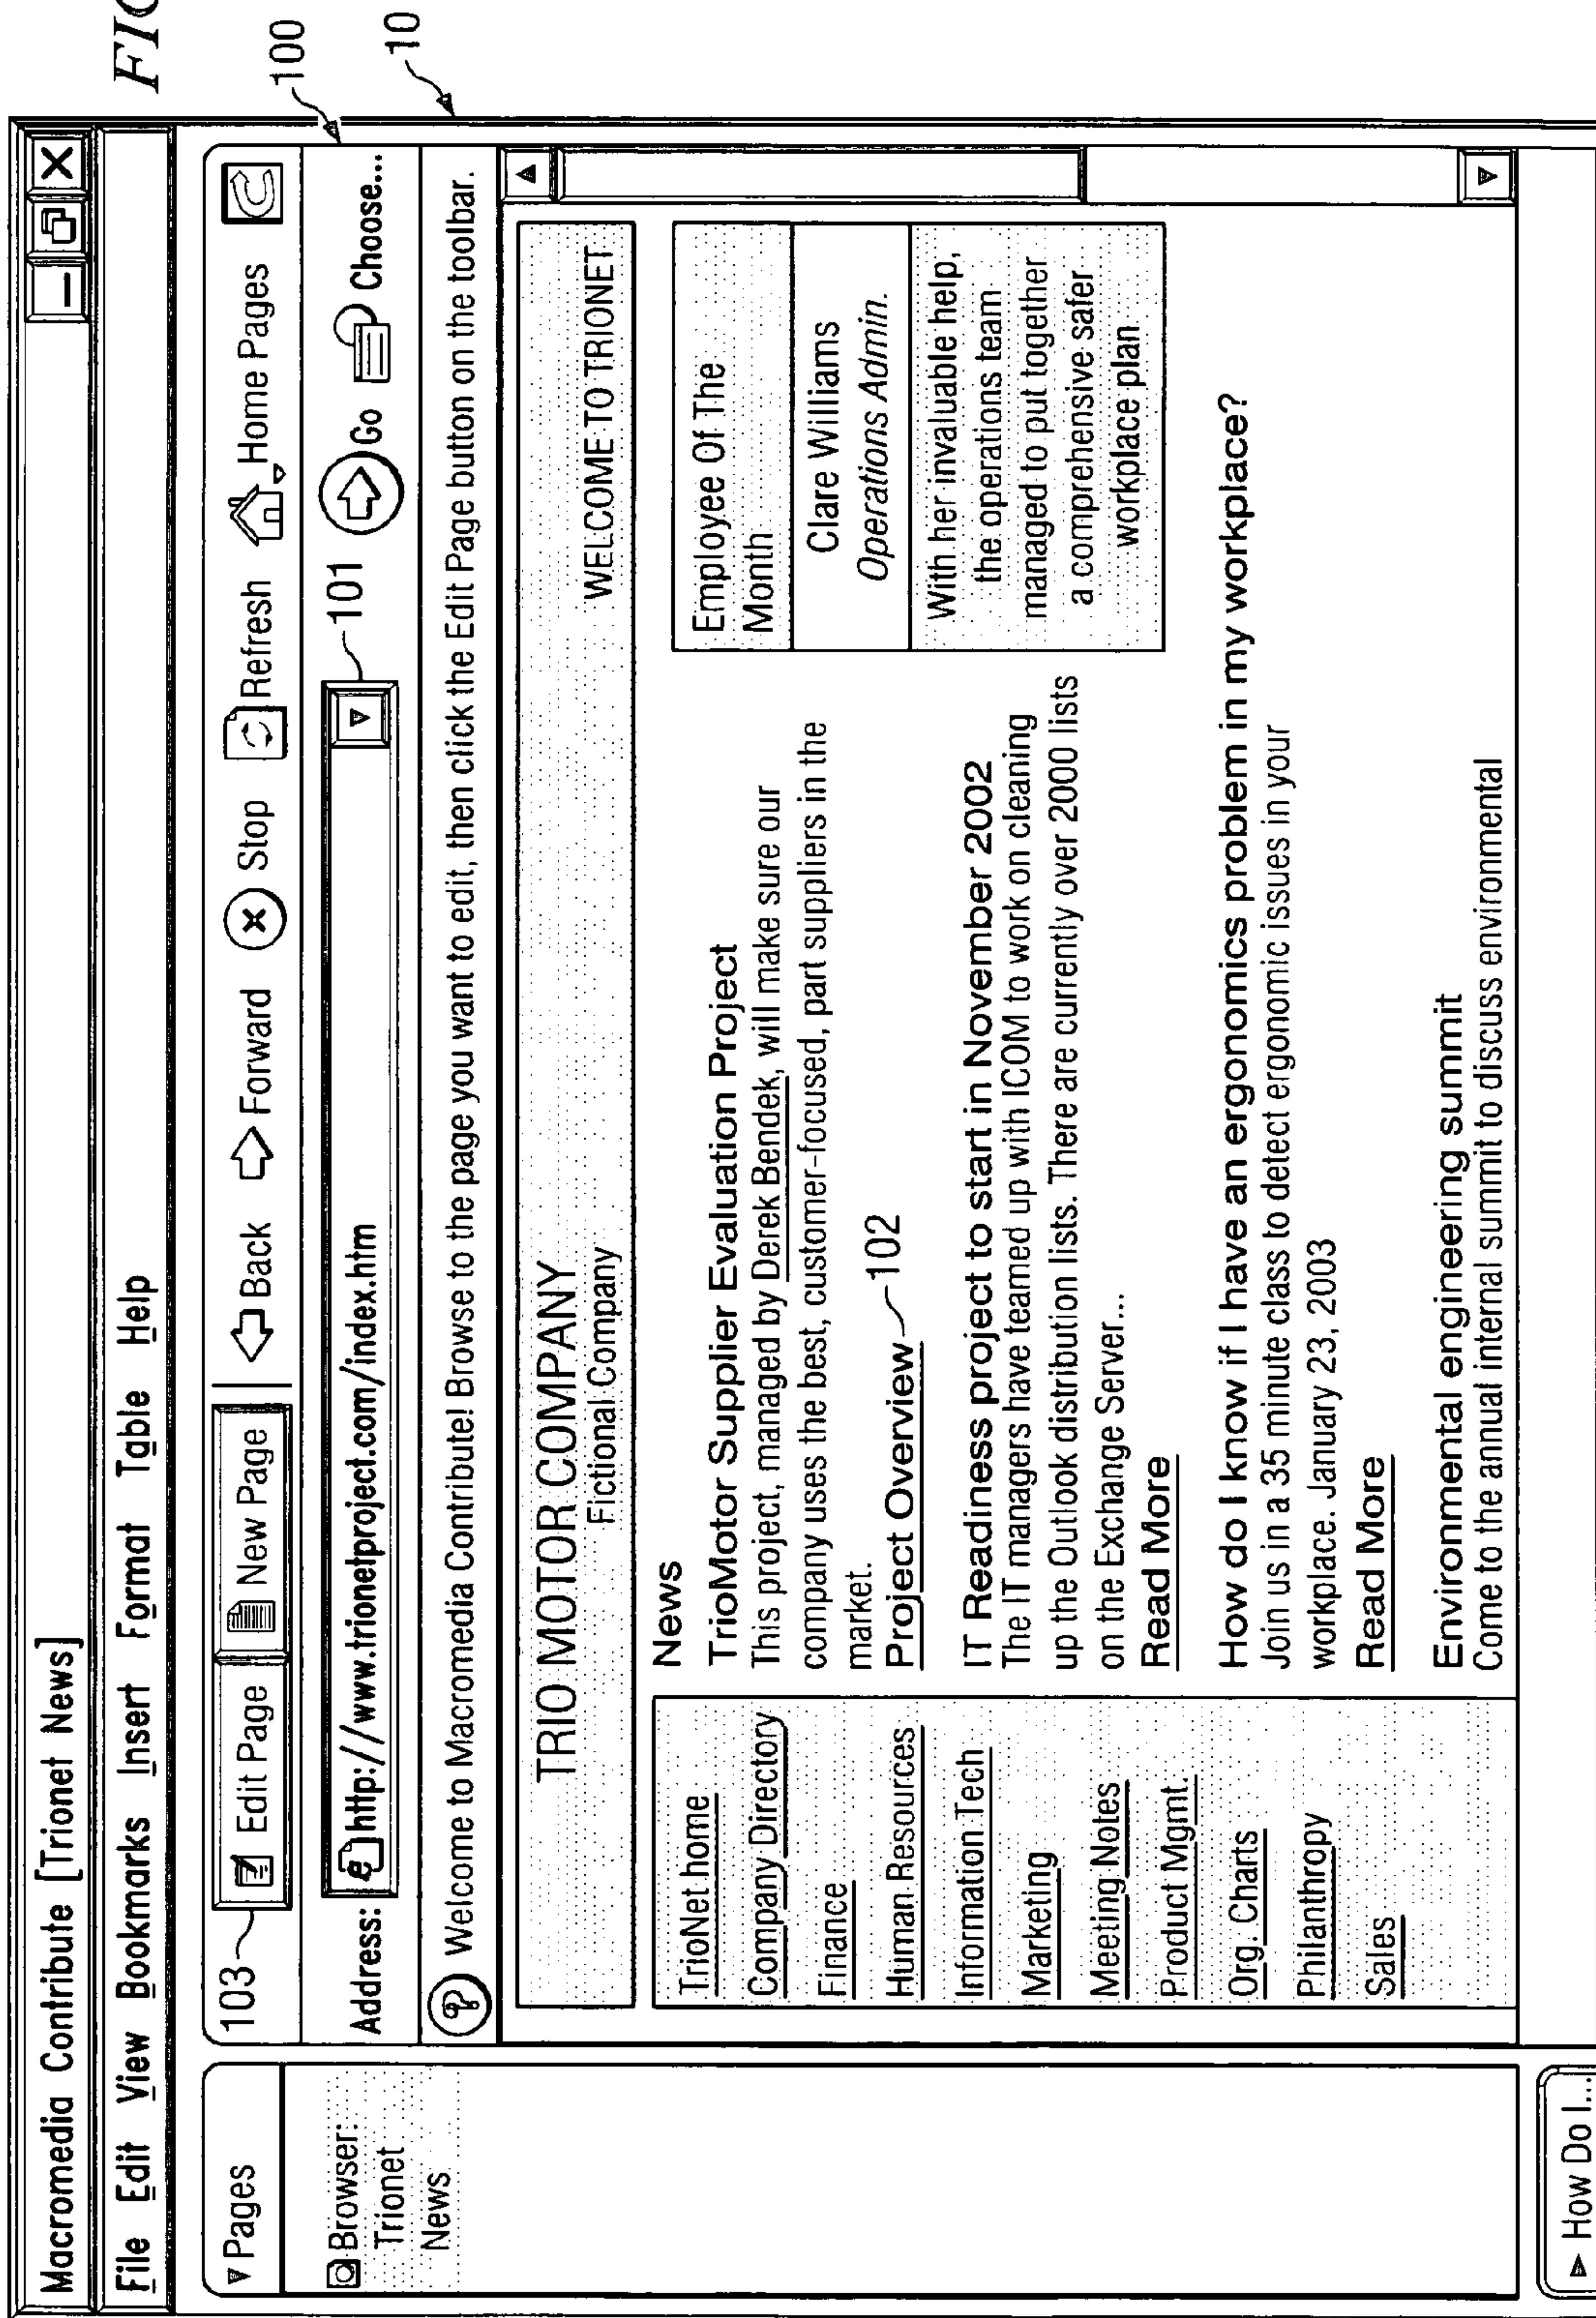 FIG
Macromedia Contribute [Trionet News]
File Edit View Bookmarks Insert Format Table Help
▼ Pages
Browser:
Trionet
News
103
Edit Page New Page Back Forward Stop Refresh Home Pages
100
10
Address: http://www.trionetproject.com/index.htm 101 Go Choose...
Welcome to Macromedia Contribute! Browse to the page you want to edit, then click the Edit Page button on the toolbar.
TRIO MOTOR COMPANY
Fictional Company
WELCOME TO TRIONET
TrioNet home
Company Directory
Finance
Human Resources
Information Tech
Marketing
Meeting Notes
Product Mgmt.
Org. Charts
Philanthropy
Sales
News
TrioMotor Supplier Evaluation Project
This project, managed by Derek Bendek, will make sure our
company uses the best, customer-focused, part suppliers in the
market.
Project Overview 102
IT Readiness project to start in November 2002
The IT managers have teamed up with ICOM to work on cleaning
up the Outlook distribution lists. There are currently over 2000 lists
on the Exchange Server...
Read More
How do I know if I have an ergonomics problem in my workplace?
Join us in a 35 minute class to detect ergonomic issues in your
workplace. January 23, 2003
Read More
Environmental engineering summit
Come to the annual internal summit to discuss environmental
Employee Of The
Month
Clare Williams
Operations Admin.
With her invaluable help,
the operations team
managed to put together
a comprehensive safer
workplace plan
► How Do I...